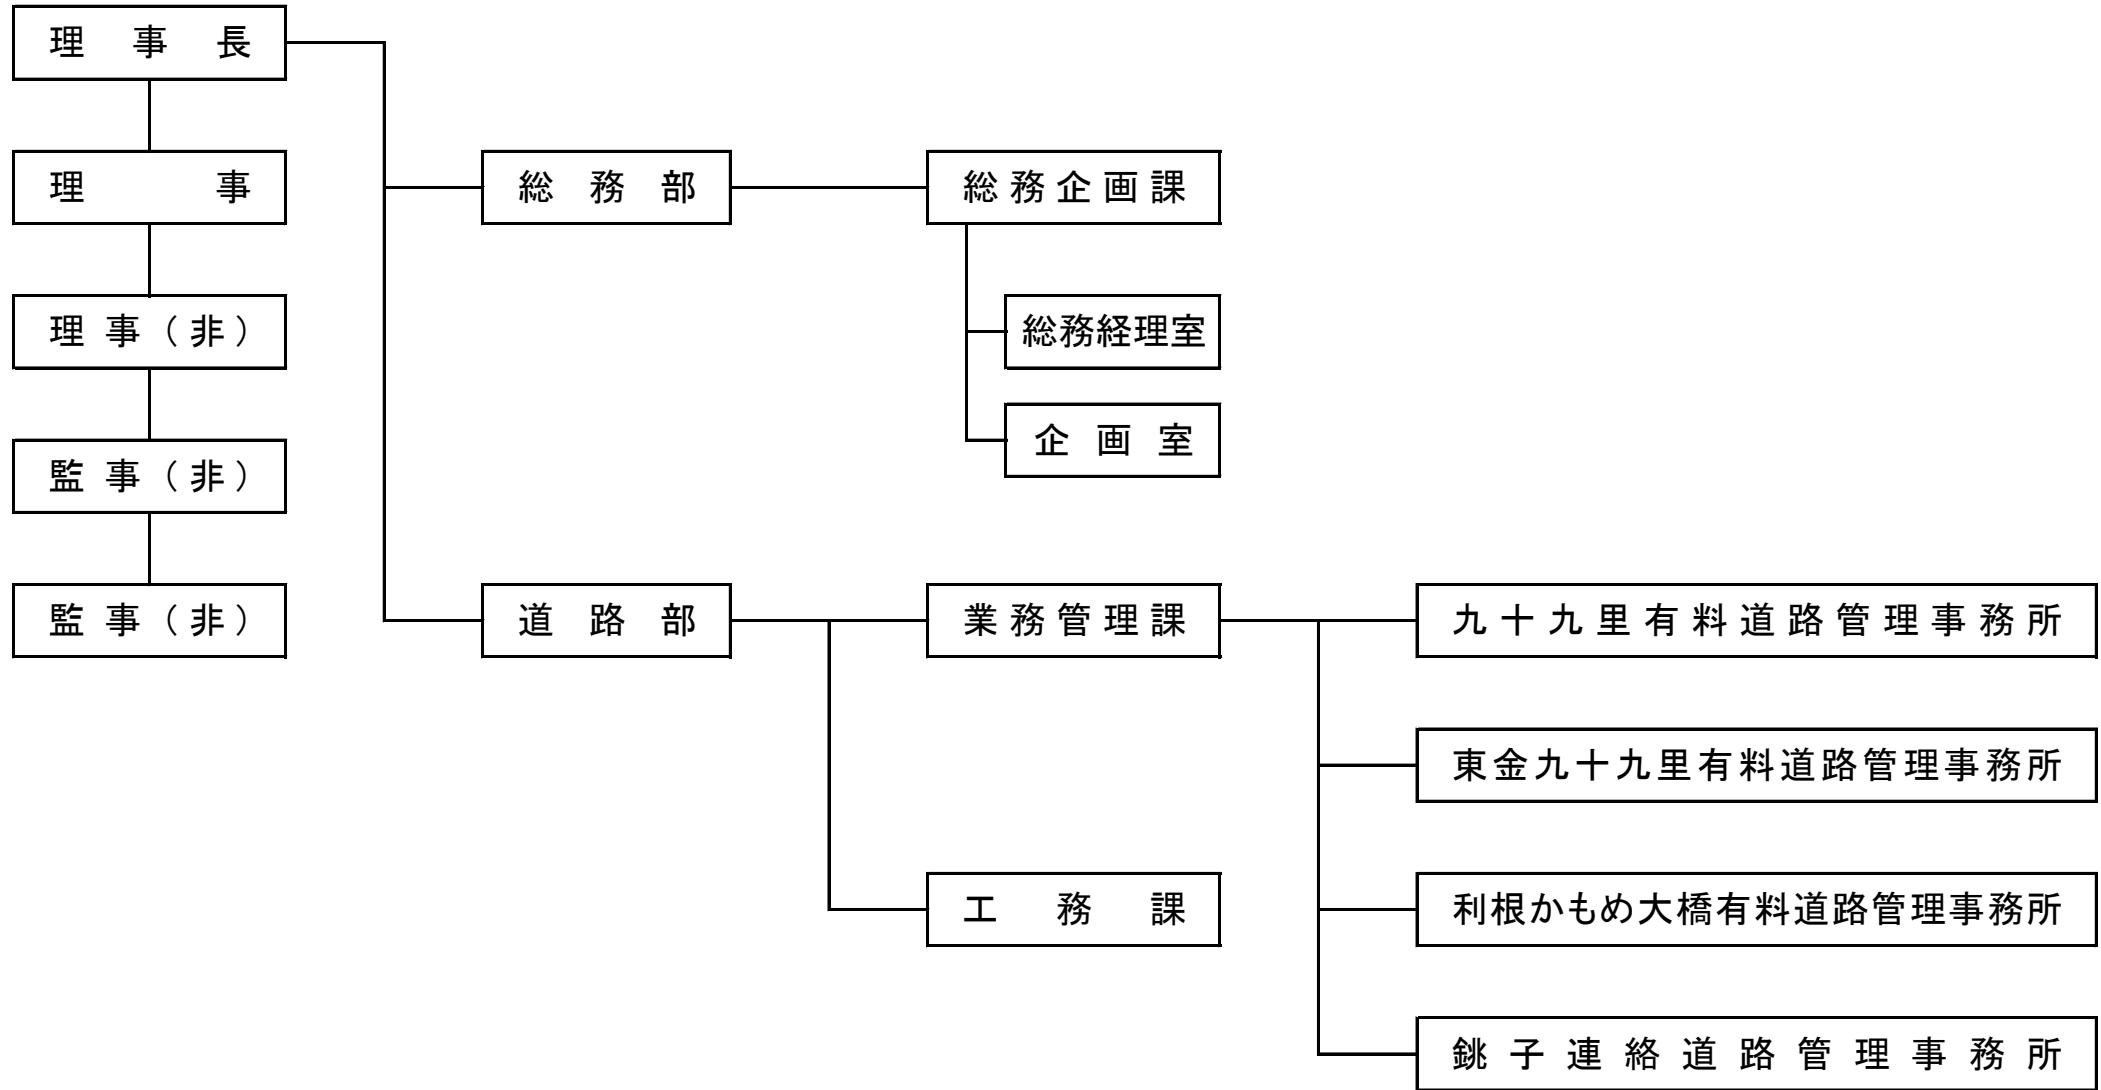 理事長
理事
総務部
総務企画課
理事（非）
総務経理室
企画室
監事（非）
監事（非）
道路部
業務管理課
九十九里有料道路管理事務所
東金九十九里有料道路管理事務所
工務課
利根かもめ大橋有料道路管理事務所
銚子連絡道路管理事務所